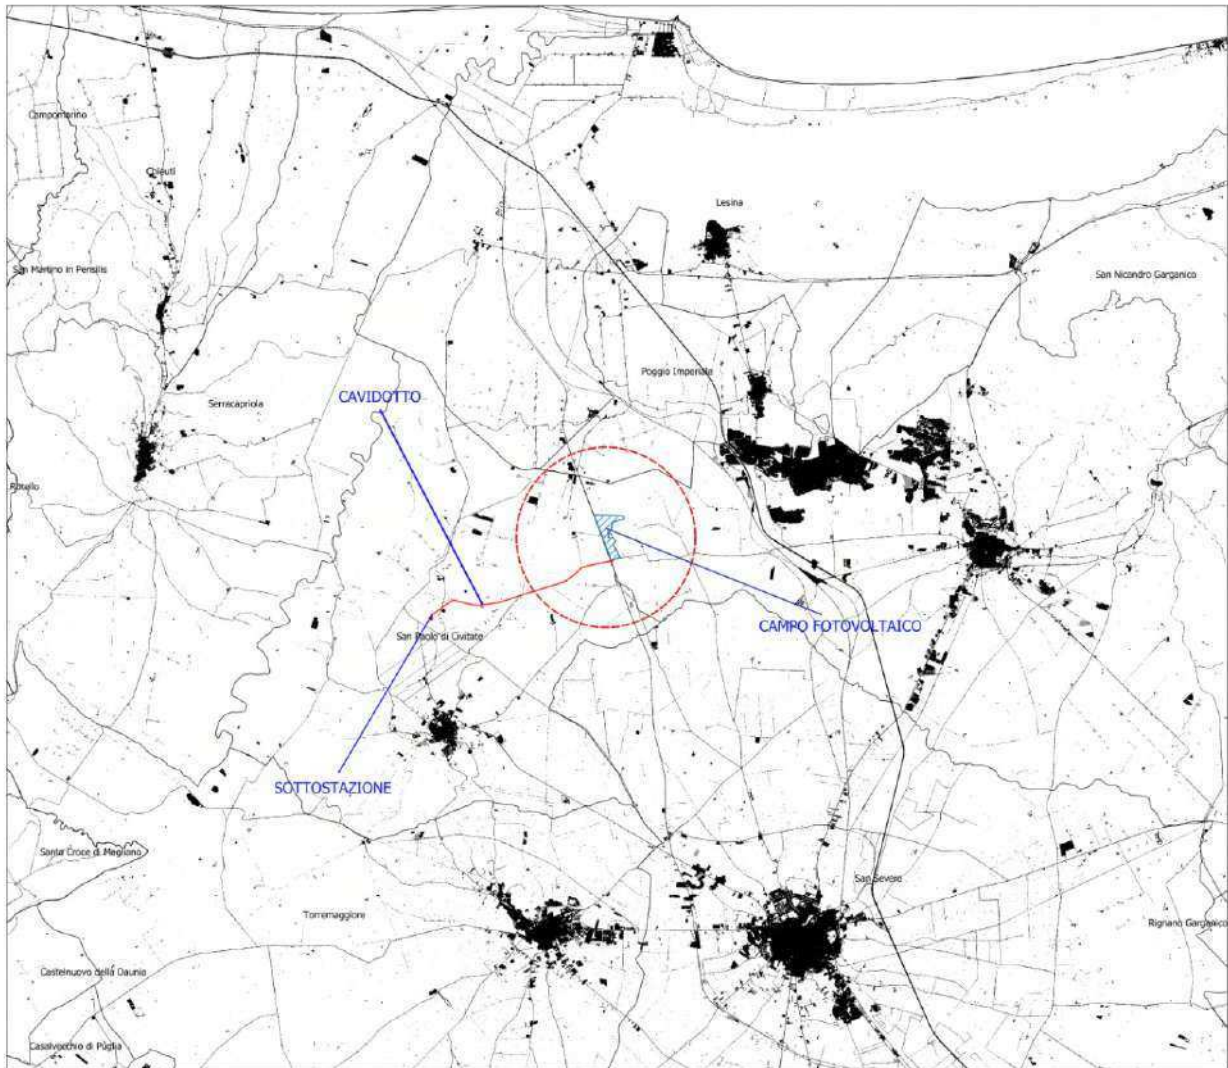 Campomarino
Chieuti
Lesina
San Martino in Pensilis
San Nicandro Garganico
Poggio Imperiale
CAVIDOTTO
Serracapriola
Rotello
CAMPO FOTOVOLTAICO
San Paolo di Civitate
SOTTOSTAZIONE
Santa Croce di Magliano
San Severo
Torremaggiore
Rignano Garganico
Castelnuovo della Daunia
Casalvecchio di Puglia